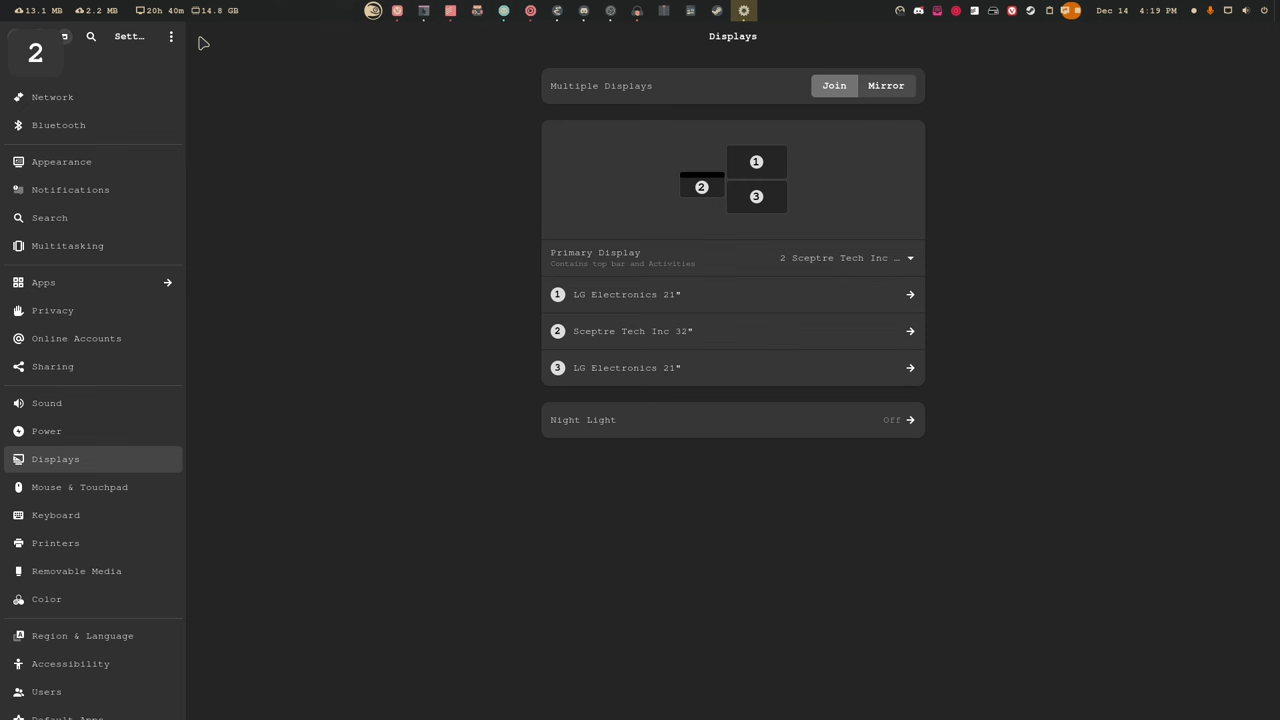 13.1 MB 2.2 MB 20h 40m 14.8 GB Dec 14 4:19 PM
2 Sett… Displays
Network
Bluetooth
Appearance
Notifications
Search
Multitasking
Apps
Privacy
Online Accounts
Sharing
Sound
Power
Displays
Mouse & Touchpad
Keyboard
Printers
Removable Media
Color
Region & Language
Accessibility
Users
Default Apps
Multiple Displays Join Mirror
1
2
3
Primary Display 2 Sceptre Tech Inc …
Contains top bar and Activities
1 LG Electronics 21"
2 Sceptre Tech Inc 32"
3 LG Electronics 21"
Night Light Off